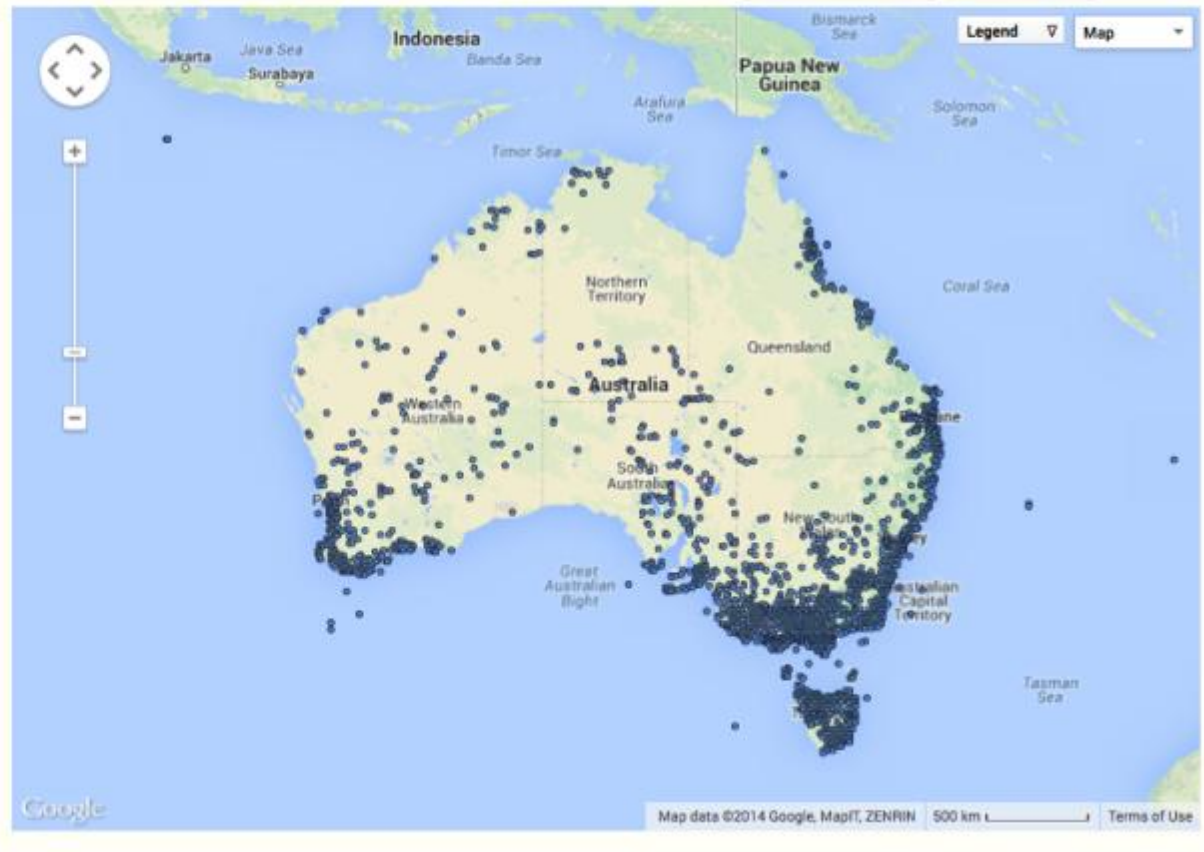 Bismarck
Sea
Legend
Map
Java Sea
Indonesia
Jakarta
Banda Sea
Surabaya
Papua New
Guinea
Arafura
Sea
Solomon
Sea
Timor Sea
Northern
Territory
Coral Sea
Queensland
Australia
Western
Australia
South
Australia
Great
Australian
Bight
Capital
Territory
Tasman
Sea
Google
Map data ©2014 Google, MapIT, ZENRIN
500 km
Terms of Use